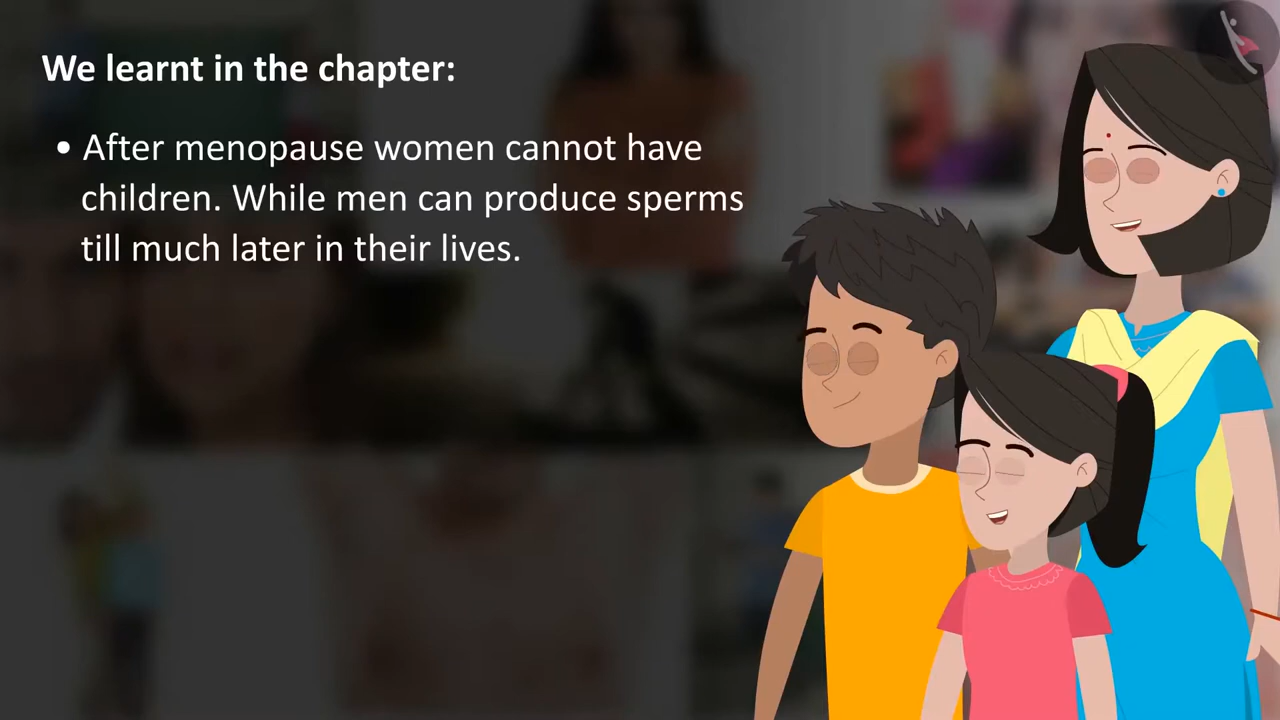 We learnt in the chapter:
• After menopause women cannot have
children. While men can produce sperms
till much later in their lives.